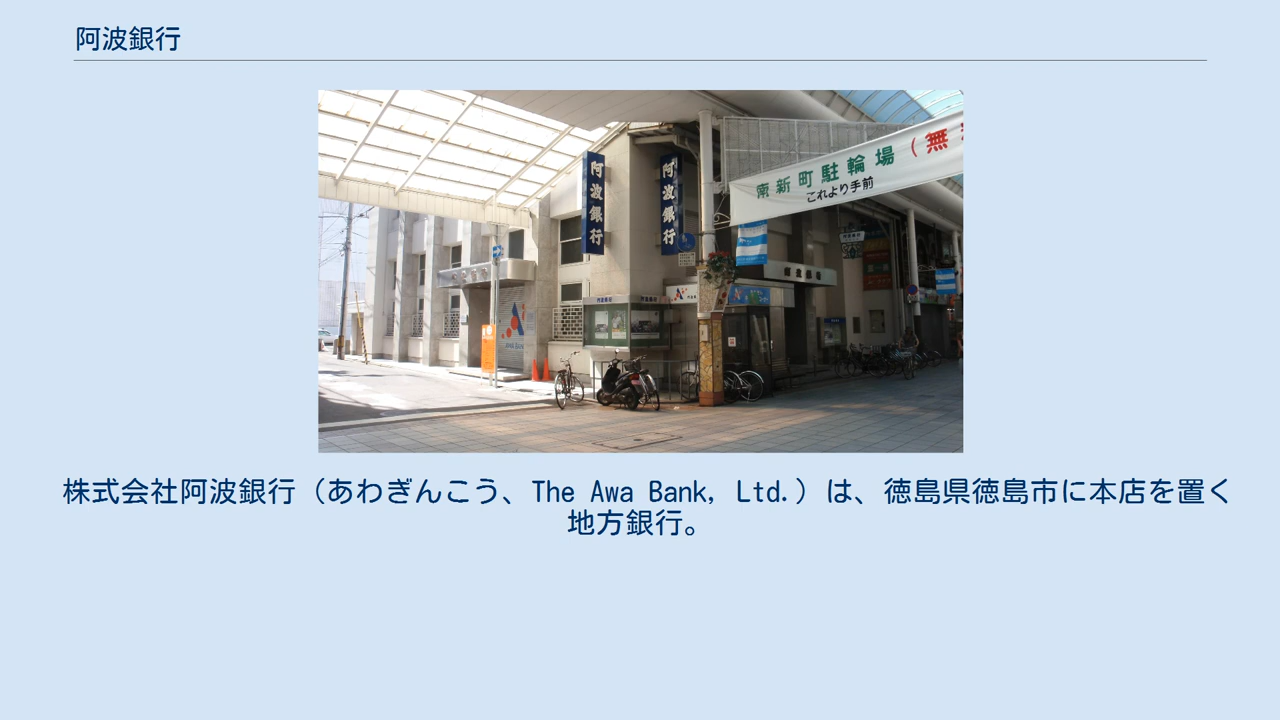 阿波銀行
阿波銀行
阿波銀行
南新町駐輪場（無
これより手前
AWA BANK
株式会社阿波銀行（あわぎんこう、The Awa Bank, Ltd.）は、徳島県徳島市に本店を置く
地方銀行。